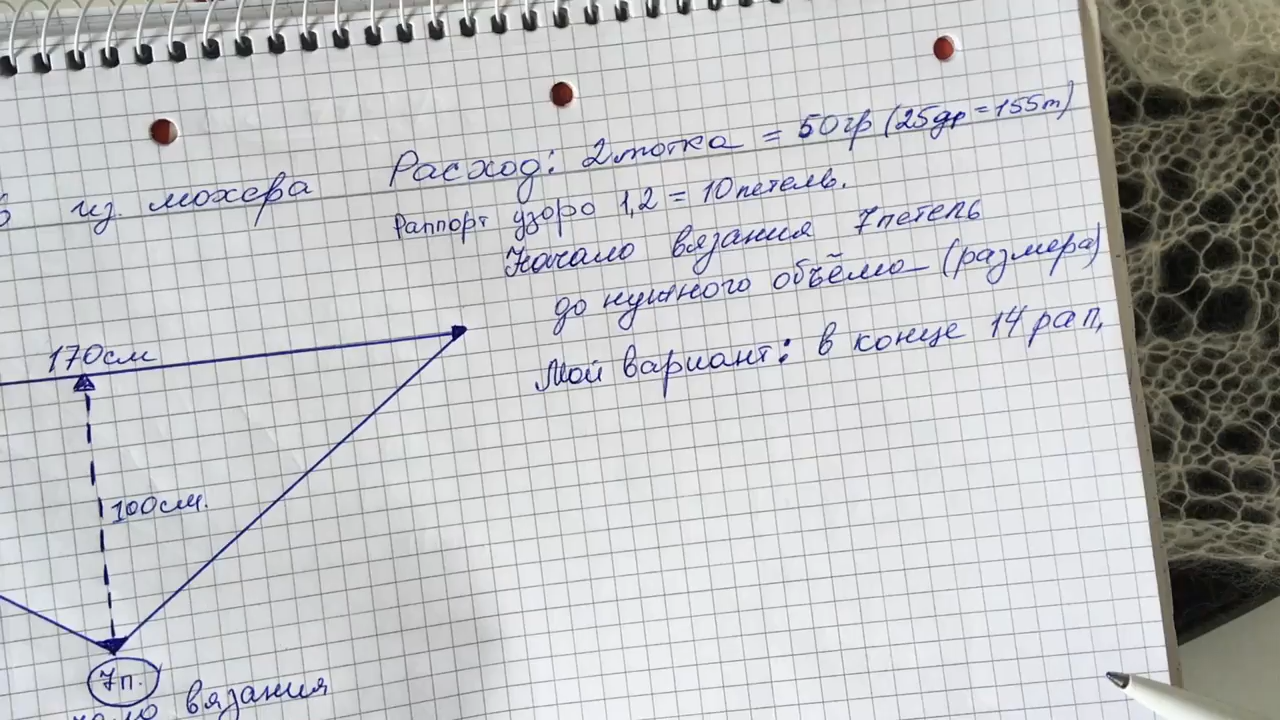 из мохера
Расход: 2 мотка = 50гр (25гр = 155m)
Раппорт узора 1,2 = 10 петель.
Начало вязания 7 петель
до нужного объёма (размера)
Мой вариант: в конце 14 рап,
170см
100см.
7п.
вязания